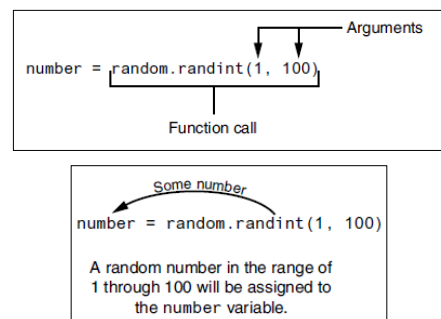 Arguments
number = random.randint(1, 100)
Function call
Some number
number = random.randint(1, 100)
A random number in the range of
1 through 100 will be assigned to
the number variable.